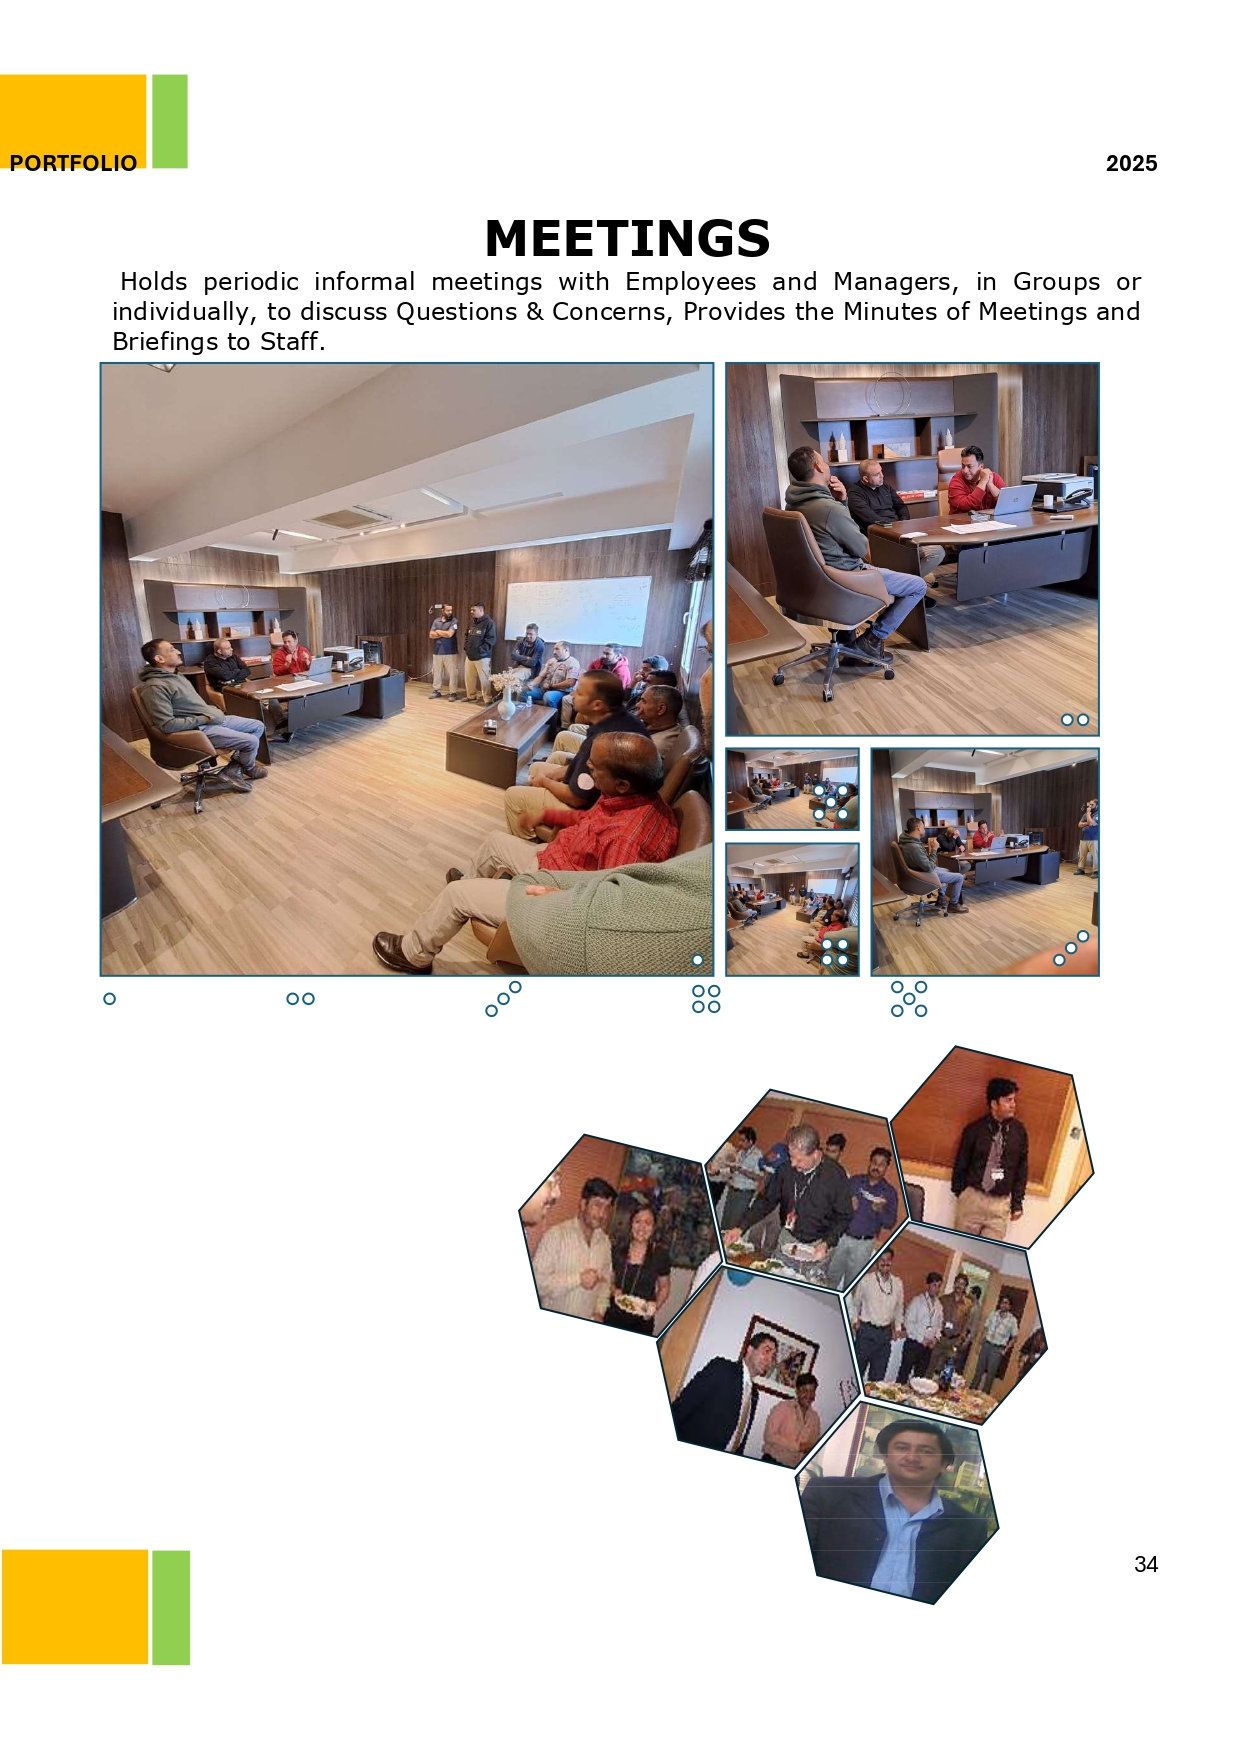 PORTFOLIO
2025
MEETINGS
Holds periodic informal meetings with Employees and Managers, in Groups or
individually, to discuss Questions & Concerns, Provides the Minutes of Meetings and
Briefings to Staff.
34